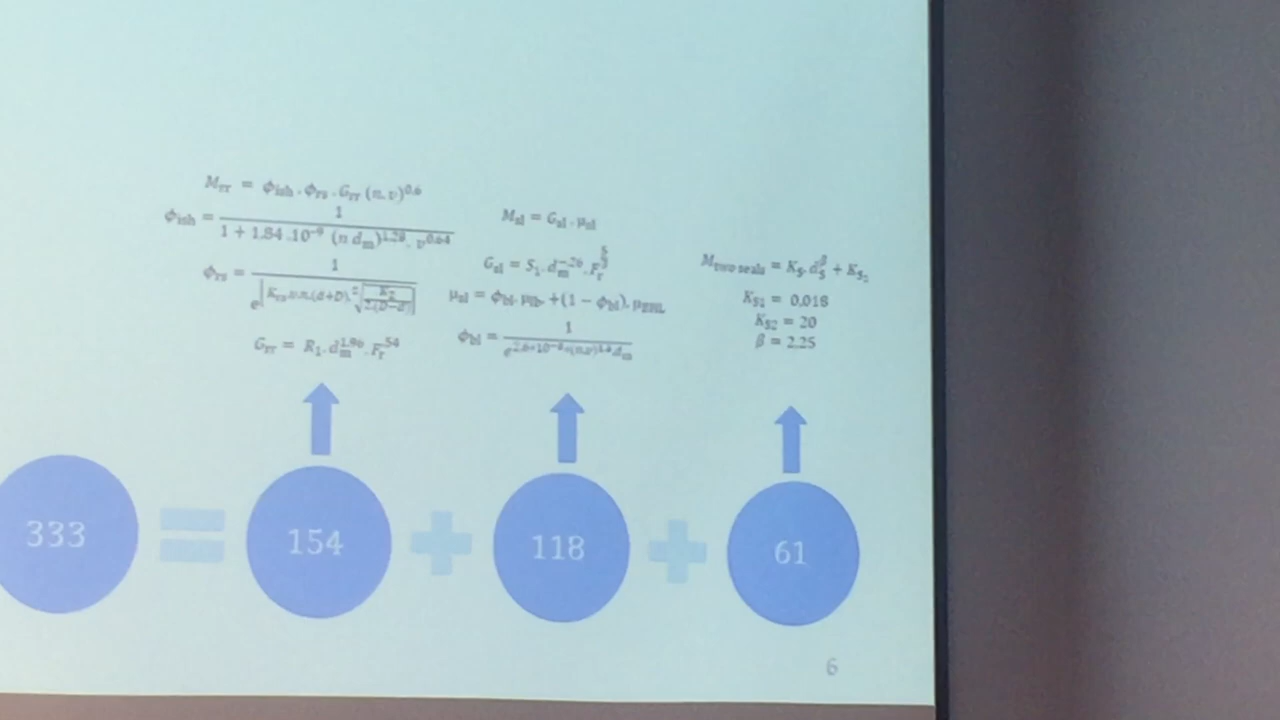 M_rr = ϕ_ish . ϕ_rs . G_rr (n. v)^0.6
ϕ_ish = 1 / (1 + 1.84 .10^−9 (n d_m)^1.28 . v^0.64)
ϕ_rs = 1 / e^[K_rs.v.n.(d+D). √(K_z / 2.(D−d))]
G_rr = R_1. d_m^1.96. F_r^54
M_sl = G_sl . μ_sl
G_sl = S_1. d_m^−.26. F_r^(5/3)
μ_sl = ϕ_bl. +(1 − ϕ_bl).
ϕ_bl = 1 / e^(2.6∗10^−8∗(n.v)^1.4.d_m)
M_two seals = K_S. d_S^β + K_S2
K_S1 = 0,018
K_S2 = 20
β = 2.25
333 = 154 + 118 + 61
6